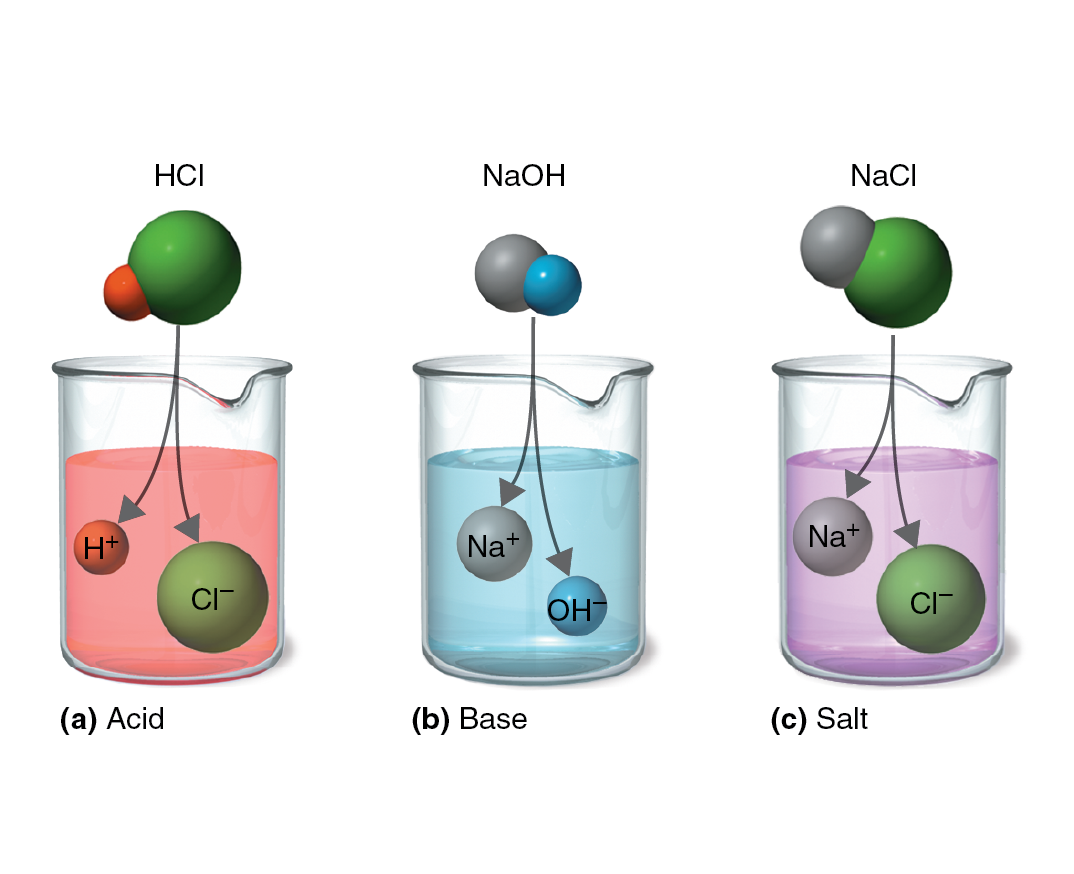 HCl
NaOH
NaCl
H+
Cl–
Na+
OH–
Na+
Cl–
(a) Acid
(b) Base
(c) Salt